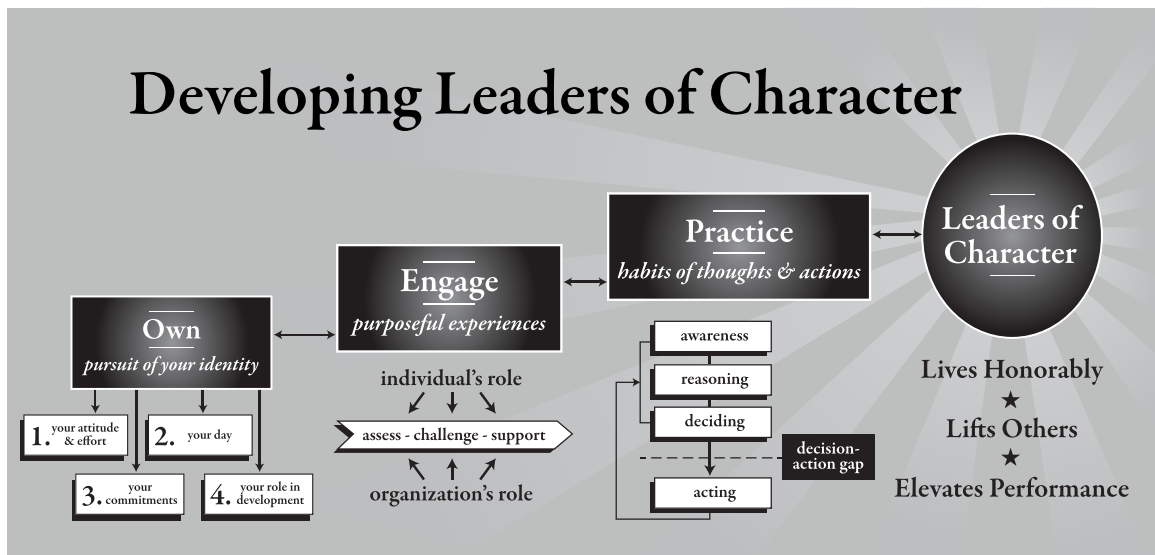 Developing Leaders of Character
Own
pursuit of your identity
1. your attitude
& effort
2. your day
3. your
commitments
4. your role in
development
Engage
purposeful experiences
individual's role
assess - challenge - support
organization's role
Practice
habits of thoughts & actions
awareness
reasoning
deciding
decision-
action gap
acting
Leaders of
Character
Lives Honorably
★
Lifts Others
★
Elevates Performance